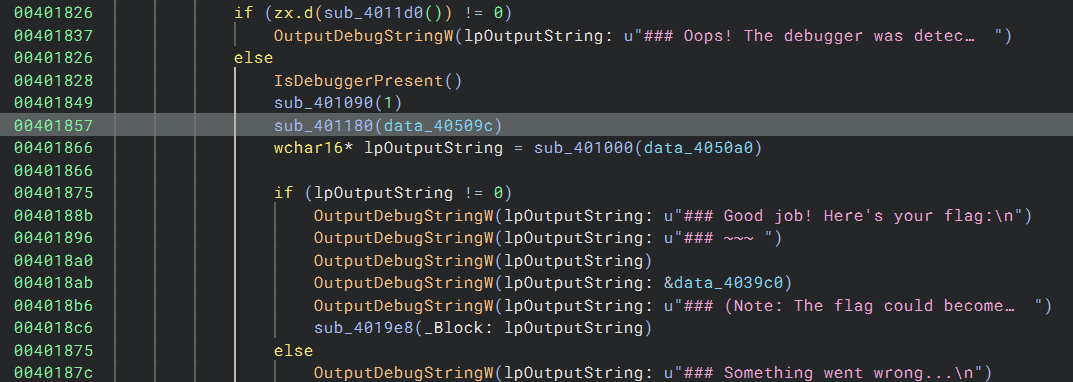 00401826 if (zx.d(sub_4011d0()) != 0)
00401837 OutputDebugStringW(lpOutputString: u"### Oops! The debugger was detec… ")
00401826 else
00401828 IsDebuggerPresent()
00401849 sub_401090(1)
00401857 sub_401180(data_40509c)
00401866 wchar16* lpOutputString = sub_401000(data_4050a0)
00401866
00401875 if (lpOutputString != 0)
0040188b OutputDebugStringW(lpOutputString: u"### Good job! Here's your flag:\n")
00401896 OutputDebugStringW(lpOutputString: u"### ~~~ ")
004018a0 OutputDebugStringW(lpOutputString)
004018ab OutputDebugStringW(lpOutputString: &data_4039c0)
004018b6 OutputDebugStringW(lpOutputString: u"### (Note: The flag could become… ")
004018c6 sub_4019e8(_Block: lpOutputString)
00401875 else
0040187c OutputDebugStringW(lpOutputString: u"### Something went wrong...\n")